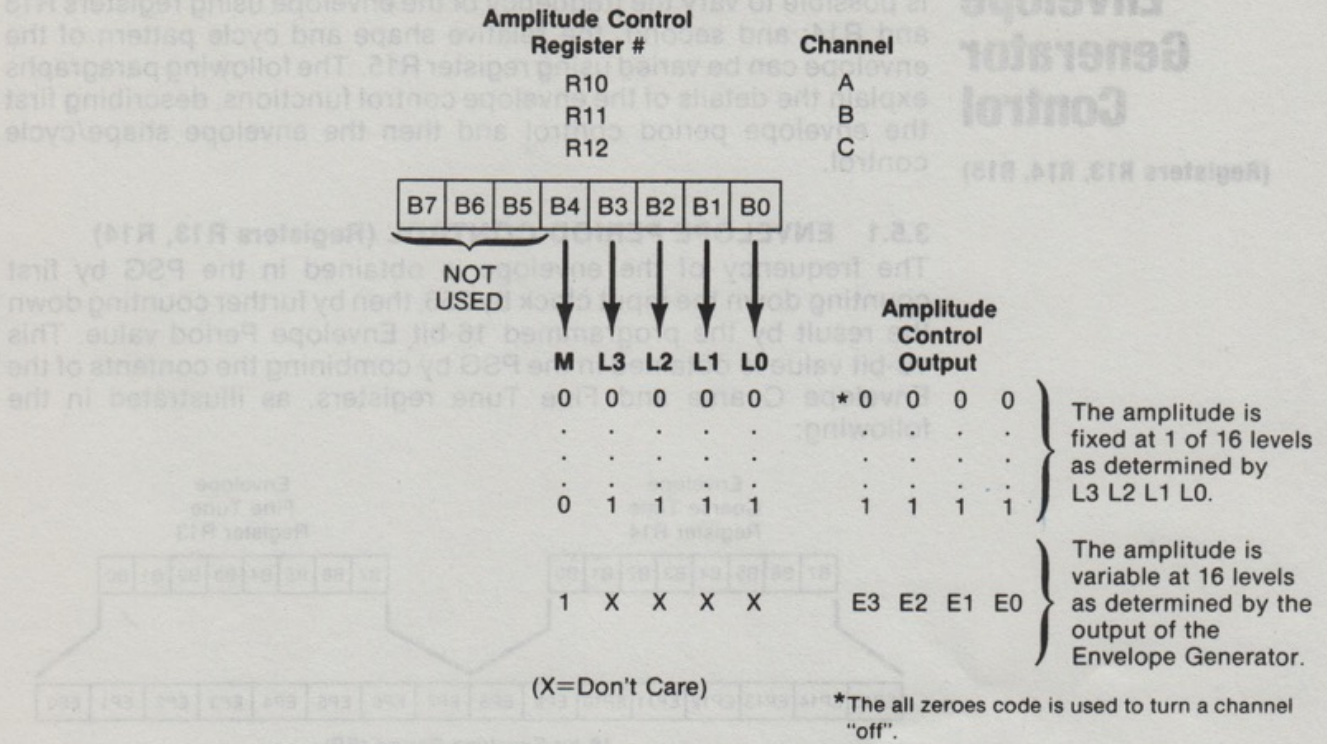 Amplitude Control
Register # Channel
R10 A
R11 B
R12 C
B7 B6 B5 B4 B3 B2 B1 B0
NOT
USED
Amplitude
Control
Output
M L3 L2 L1 L0
0 0 0 0 0 *0 0 0 0
. . . . . . . . .
. . . . . . . . .
. . . . . . . . .
0 1 1 1 1 1 1 1 1
The amplitude is
fixed at 1 of 16 levels
as determined by
L3 L2 L1 L0.
1 X X X X E3 E2 E1 E0
The amplitude is
variable at 16 levels
as determined by the
output of the
Envelope Generator.
(X=Don't Care)
*The all zeroes code is used to turn a channel
"off".